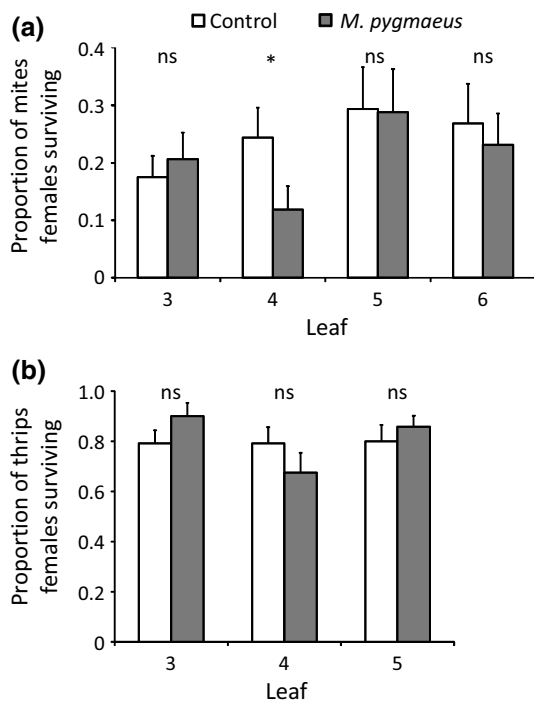 (a)
Control M. pygmaeus
Proportion of mites
females surviving
0.4
0.3
0.2
0.1
0
ns * ns ns
3 4 5 6
Leaf
(b)
Proportion of thrips
females surviving
1.0
0.8
0.6
0.4
0.2
0
ns ns ns
3 4 5
Leaf